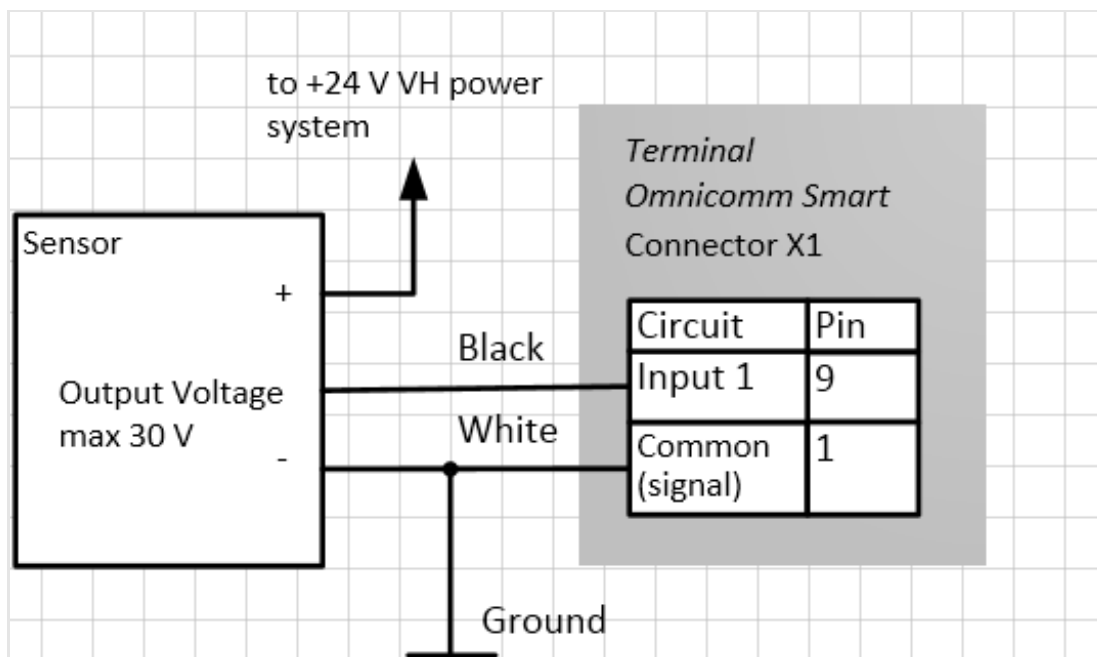 to +24 V VH power
system
Terminal
Omnicomm Smart
Connector X1
Sensor
+
Circuit Pin
Black
Input 1 9
Output Voltage
max 30 V
White
-
Common 1
(signal)
Ground